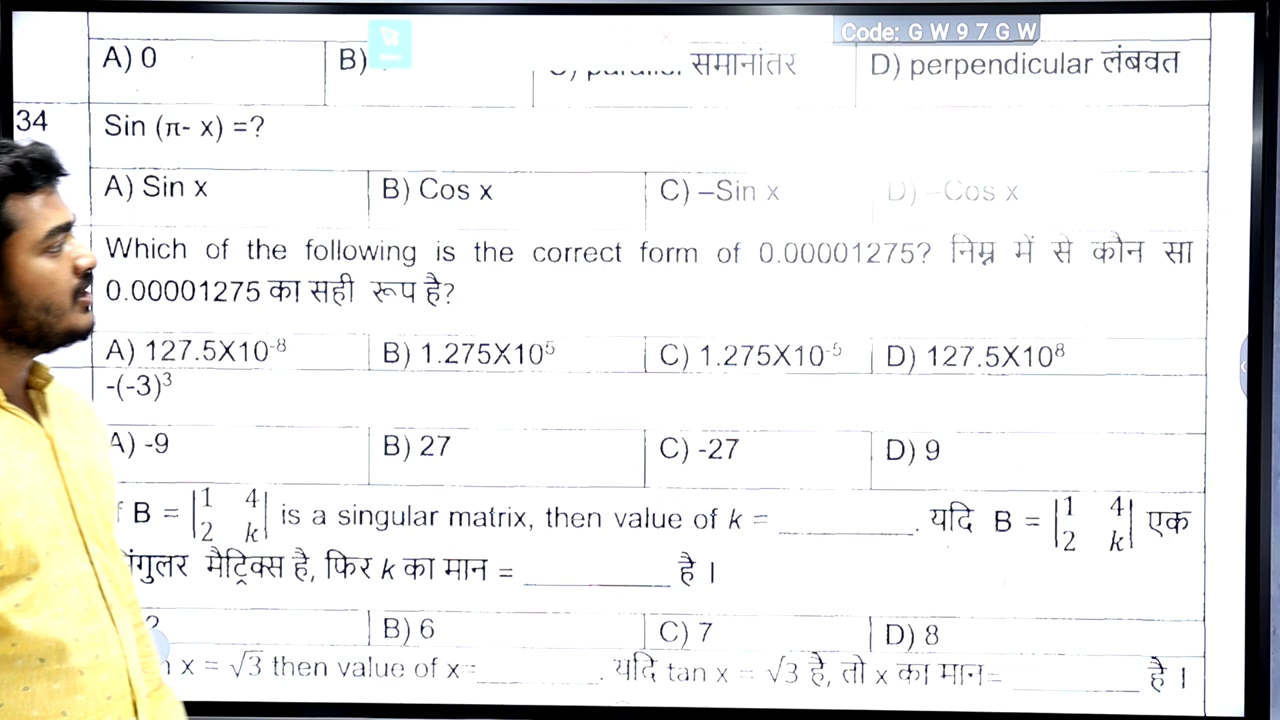 Code: G W 9 7 G W
A) 0 B) समानांतर D) perpendicular लंबवत
34 Sin (π- x) =?
A) Sin x B) Cos x C) –Sin x D) –Cos x
Which of the following is the correct form of 0.00001275? निम्न में से कौन सा
0.00001275 का सही रूप है?
A) 127.5X10⁻⁸ B) 1.275X10⁵ C) 1.275X10⁻⁵ D) 127.5X10⁸
-(-3)³
A) -9 B) 27 C) -27 D) 9
B = |1 4| is a singular matrix, then value of k = ________. यदि B = |1 4| एक
|2 k| |2 k|
मैट्रिक्स है, फिर k का मान = ________ है ।
B) 6 C) 7 D) 8
x = √3 then value of x= ________. यदि tan x = √3 है, तो x का मान= ________ है ।